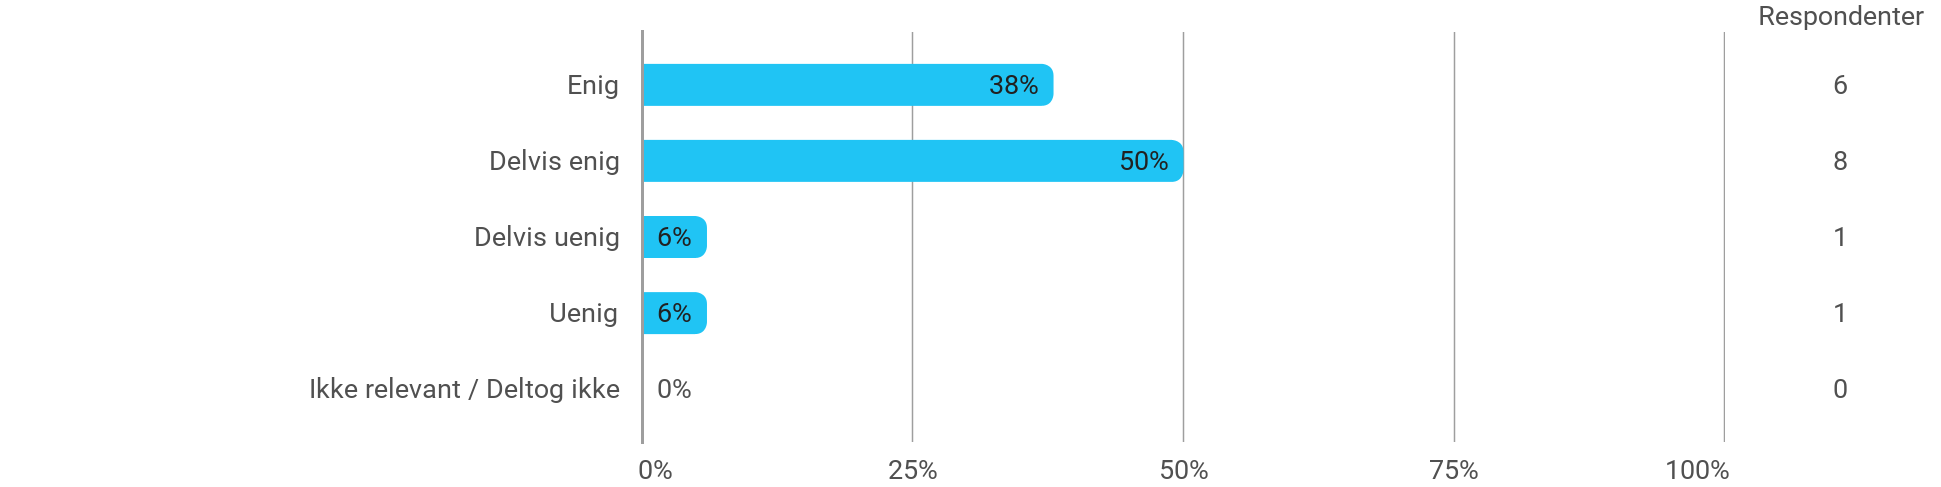 Respondenter
Enig 38% 6
Delvis enig 50% 8
Delvis uenig 6% 1
Uenig 6% 1
Ikke relevant / Deltog ikke 0% 0
0% 25% 50% 75% 100%